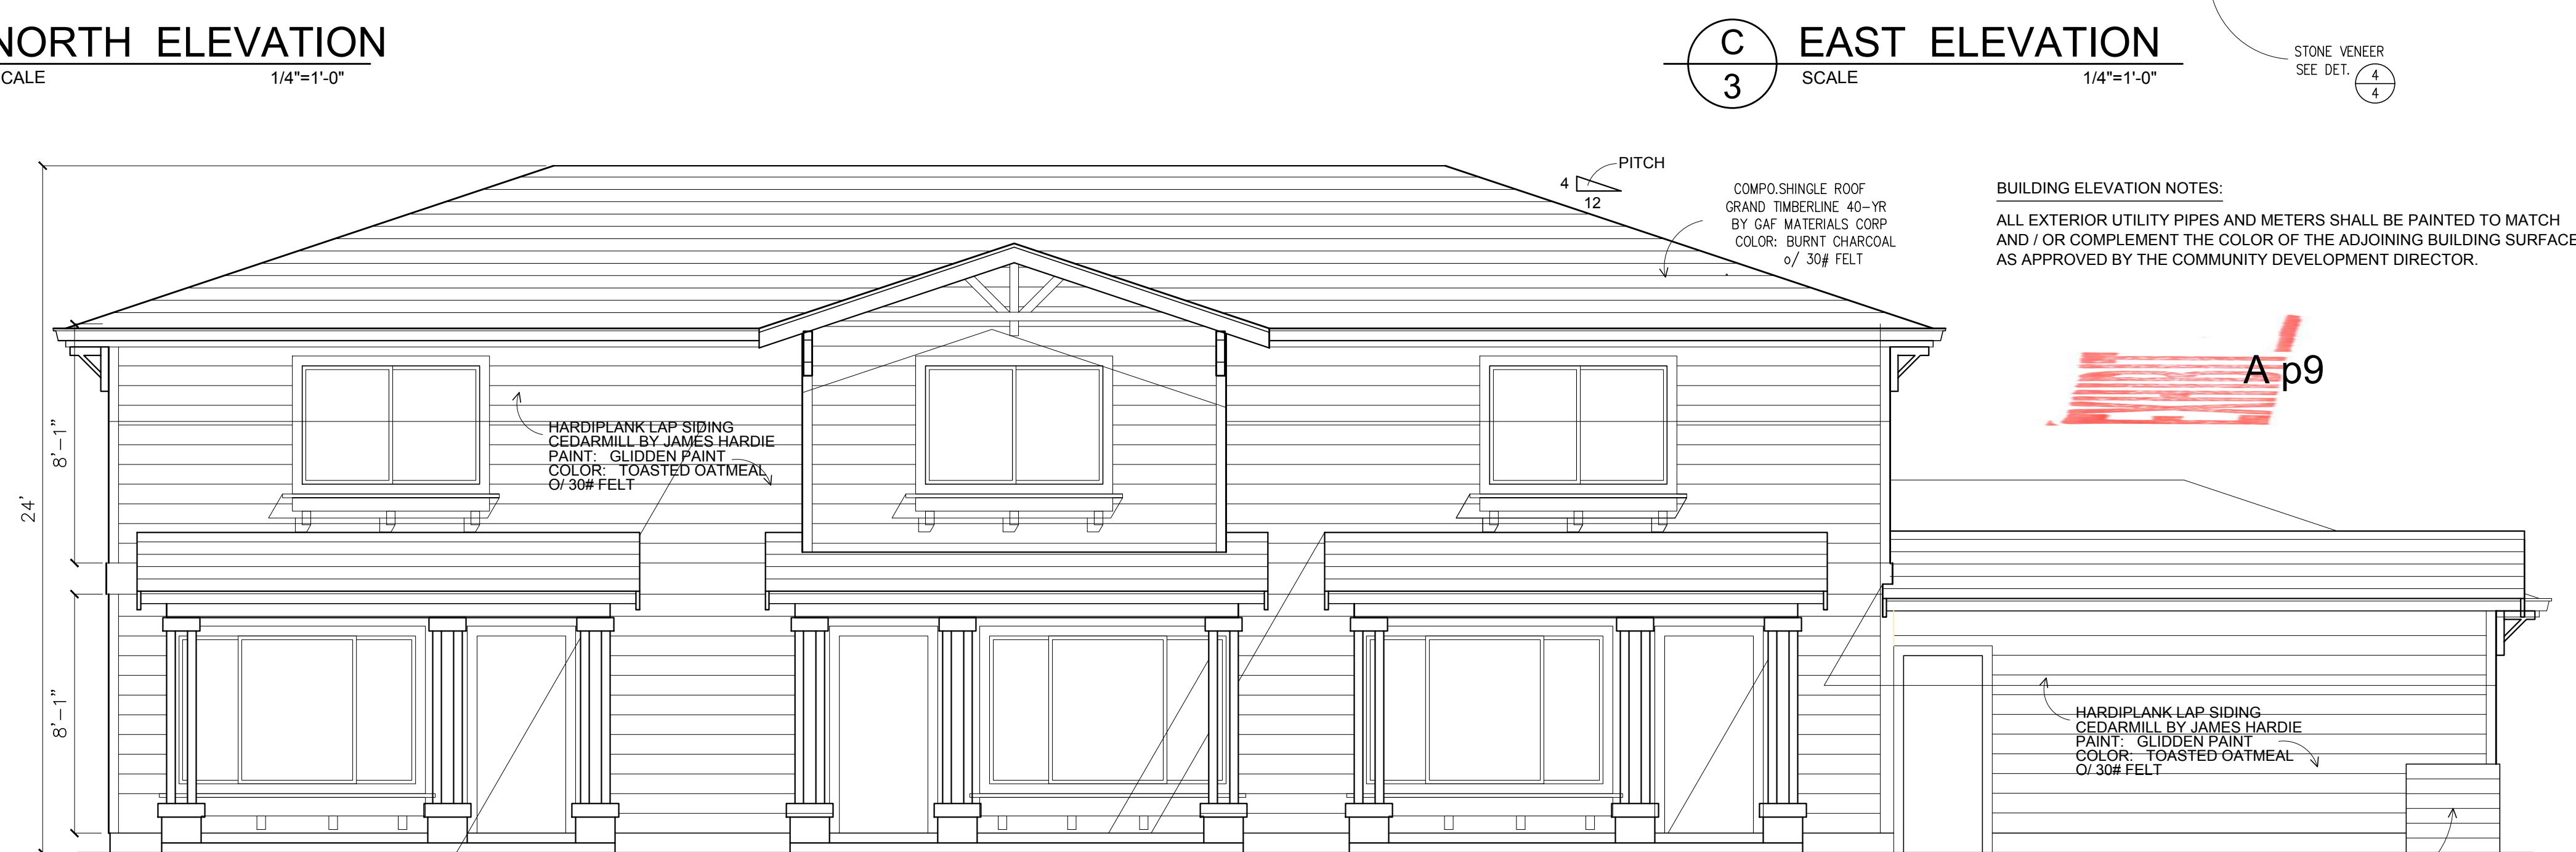 NORTH ELEVATION
CALE 1/4"=1'-0"
C
3
EAST ELEVATION
SCALE 1/4"=1'-0"
STONE VENEER
SEE DET.
4
4
PITCH
4
12
COMPO.SHINGLE ROOF
GRAND TIMBERLINE 40-YR
BY GAF MATERIALS CORP
COLOR: BURNT CHARCOAL
o/ 30# FELT
BUILDING ELEVATION NOTES:
ALL EXTERIOR UTILITY PIPES AND METERS SHALL BE PAINTED TO MATCH
AND / OR COMPLEMENT THE COLOR OF THE ADJOINING BUILDING SURFACE
AS APPROVED BY THE COMMUNITY DEVELOPMENT DIRECTOR.
A p9
24'
8'-1"
8'-1"
HARDIPLANK LAP SIDING
CEDARMILL BY JAMES HARDIE
PAINT: GLIDDEN PAINT
COLOR: TOASTED OATMEAL
O/ 30# FELT
HARDIPLANK LAP SIDING
CEDARMILL BY JAMES HARDIE
PAINT: GLIDDEN PAINT
COLOR: TOASTED OATMEAL
O/ 30# FELT